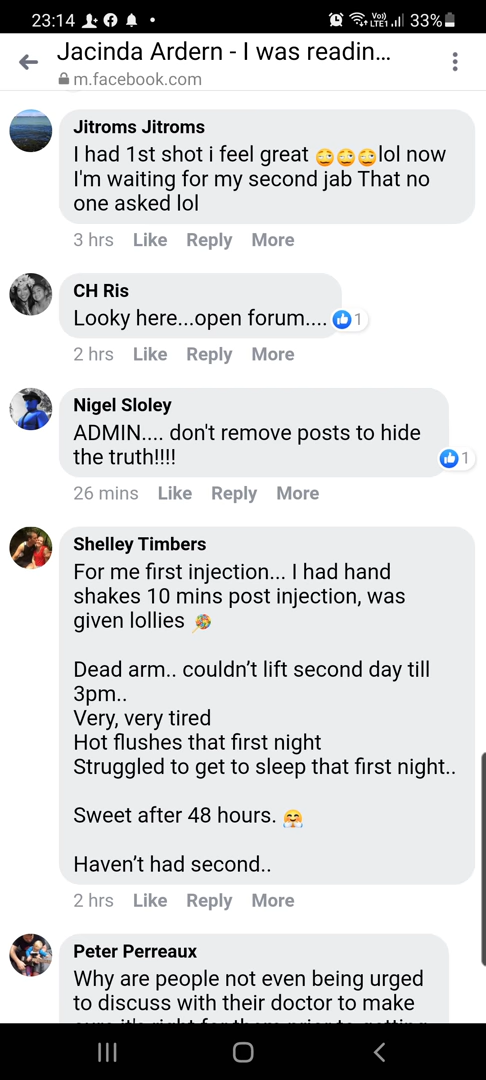 23:14 33%
Vo)) LTE1
Jacinda Ardern - I was readin...
m.facebook.com
Jitroms Jitroms
I had 1st shot i feel great 🙄🙄🙄lol now
I'm waiting for my second jab That no
one asked lol
3 hrs Like Reply More
CH Ris
Looky here...open forum.... 1
2 hrs Like Reply More
Nigel Sloley
ADMIN.... don't remove posts to hide
the truth!!!! 1
26 mins Like Reply More
Shelley Timbers
For me first injection... I had hand
shakes 10 mins post injection, was
given lollies 🍭
Dead arm.. couldn’t lift second day till
3pm..
Very, very tired
Hot flushes that first night
Struggled to get to sleep that first night..
Sweet after 48 hours. 🤗
Haven’t had second..
2 hrs Like Reply More
Peter Perreaux
Why are people not even being urged
to discuss with their doctor to make